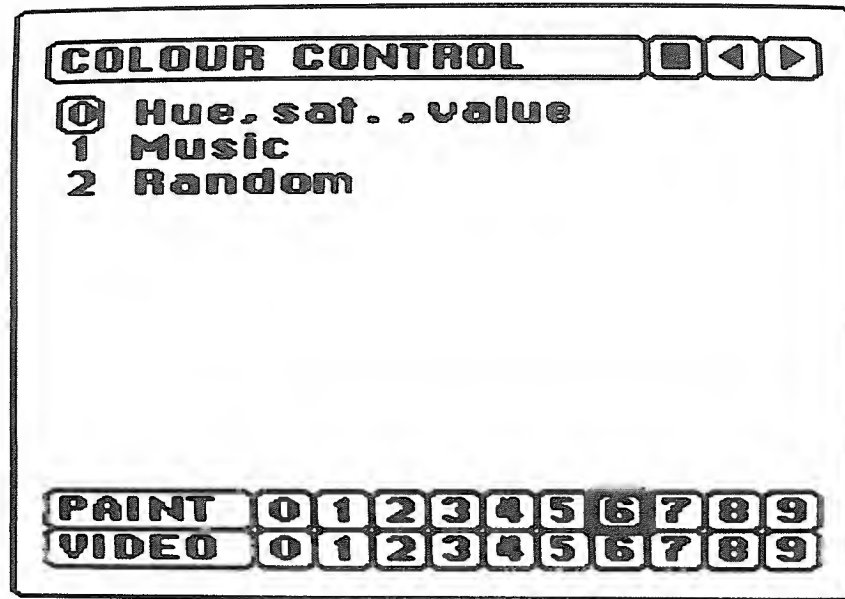 COLOUR CONTROL
0 Hue, sat., value
1 Music
2 Random
PAINT 0 1 2 3 4 5 6 7 8 9
VIDEO 0 1 2 3 4 5 6 7 8 9